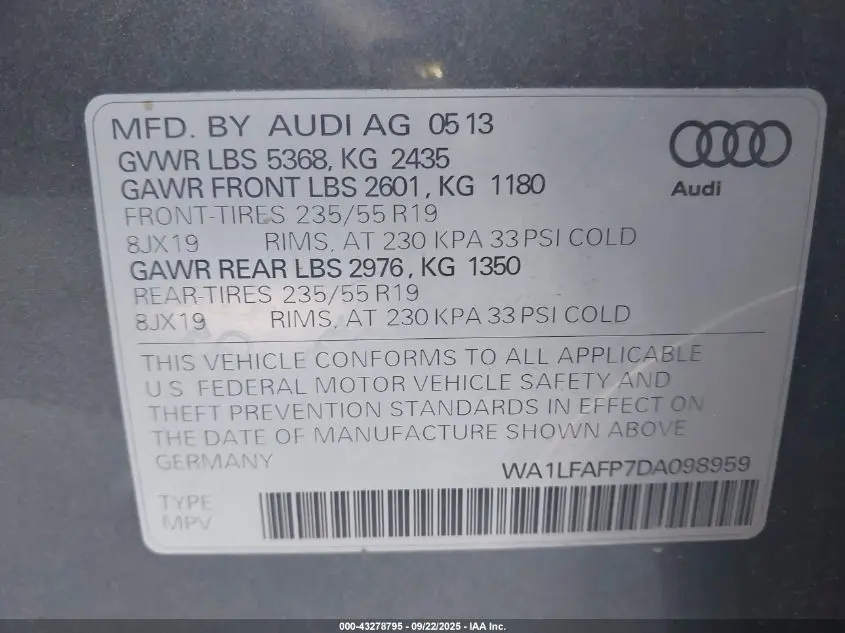 MFD. BY AUDI AG 0513
GVWR LBS 5368, KG 2435
GAWR FRONT LBS 2601, KG 1180
FRONT-TIRES 235/55 R19
8JX19 RIMS, AT 230 KPA 33 PSI COLD
GAWR REAR LBS 2976, KG 1350
REAR-TIRES 235/55 R19
8JX19 RIMS, AT 230 KPA 33 PSI COLD
Audi
THIS VEHICLE CONFORMS TO ALL APPLICABLE
U S FEDERAL MOTOR VEHICLE SAFETY AND
THEFT PREVENTION STANDARDS IN EFFECT ON
THE DATE OF MANUFACTURE SHOWN ABOVE
GERMANY
WA1LFAFP7DA098959
TYPE
MPV
000-43278795 - 09/22/2025 - IAA Inc.